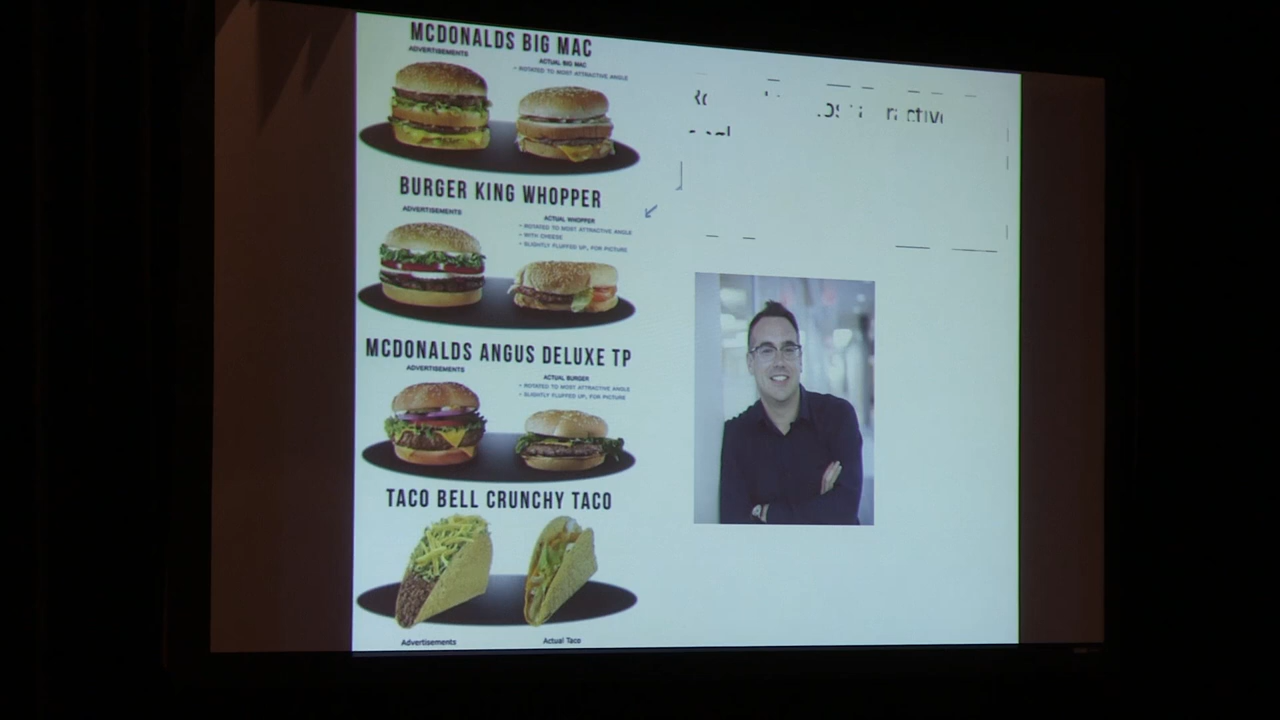 MCDONALDS BIG MAC
ADVERTISEMENTS
ACTUAL BIG MAC
• ROTATED TO MOST ATTRACTIVE ANGLE
BURGER KING WHOPPER
ADVERTISEMENTS
ACTUAL WHOPPER
• ROTATED TO MOST ATTRACTIVE ANGLE
• WITH CHEESE
• SLIGHTLY FLUFFED UP, FOR PICTURE
MCDONALDS ANGUS DELUXE TP
ADVERTISEMENTS
ACTUAL BURGER
• ROTATED TO MOST ATTRACTIVE ANGLE
• SLIGHTLY FLUFFED UP, FOR PICTURE
TACO BELL CRUNCHY TACO
Advertisements
Actual Taco